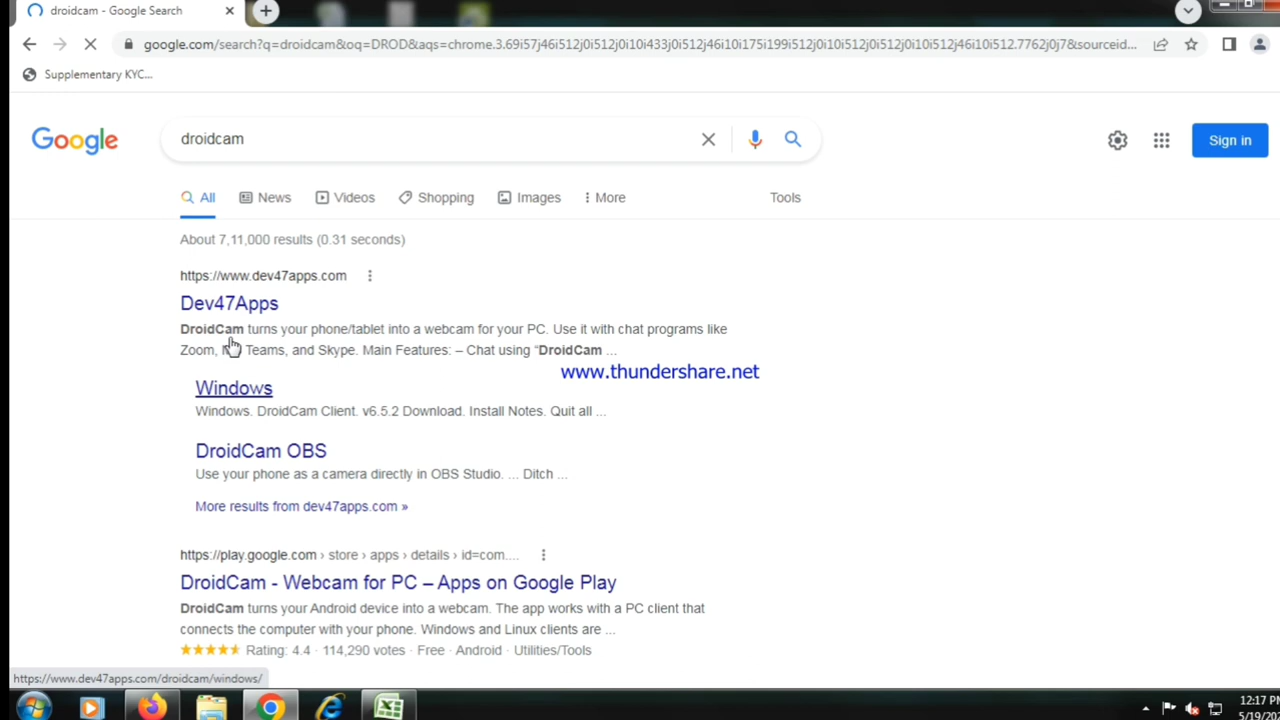 droidcam - Google Search
google.com/search?q=droidcam&oq=DROD&aqs=chrome.3.69i57j46i512j0i512j0i10i433j0i512j46i10i175i199i512j0i10i512j0i512j0i10i512j46i10i512.7762j0j7&sourceid...
Supplementary KYC...
Google
droidcam
Sign in
All News Videos Shopping Images More Tools
About 7,11,000 results (0.31 seconds)
https://www.dev47apps.com
Dev47Apps
DroidCam turns your phone/tablet into a webcam for your PC. Use it with chat programs like
Zoom, Teams, and Skype. Main Features: – Chat using “DroidCam ...
www.thundershare.net
Windows
Windows. DroidCam Client. v6.5.2 Download. Install Notes. Quit all ...
DroidCam OBS
Use your phone as a camera directly in OBS Studio. ... Ditch ...
More results from dev47apps.com »
https://play.google.com › store › apps › details › id=com....
DroidCam - Webcam for PC – Apps on Google Play
DroidCam turns your Android device into a webcam. The app works with a PC client that
connects the computer with your phone. Windows and Linux clients are ...
Rating: 4.4 · 114,290 votes · Free · Android · Utilities/Tools
https://www.dev47apps.com/droidcam/windows/
12:17 PM
5/19/20